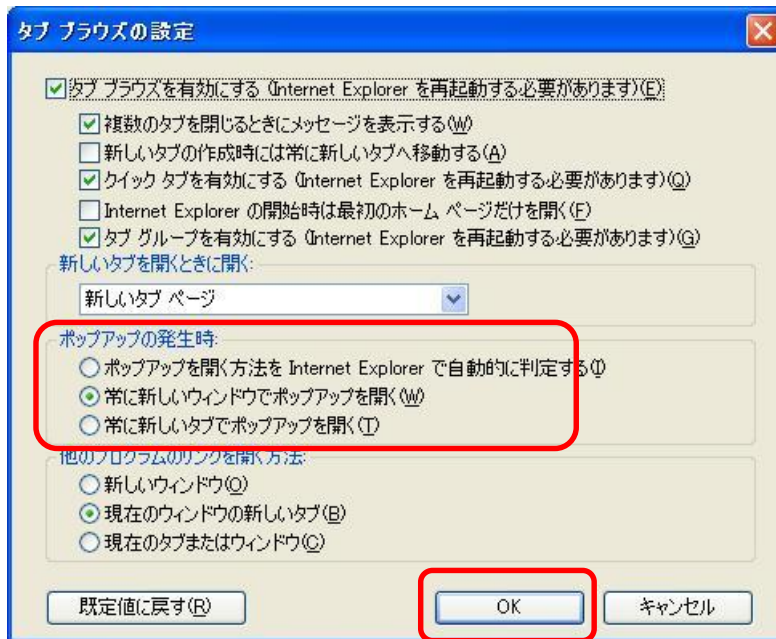 タブ ブラウズの設定
タブ ブラウズを有効にする (Internet Explorer を再起動する必要があります)(E)
複数のタブを閉じるときにメッセージを表示する(W)
新しいタブの作成時には常に新しいタブへ移動する(A)
クイック タブを有効にする (Internet Explorer を再起動する必要があります)(Q)
Internet Explorer の開始時は最初のホーム ページだけを開く(F)
タブ グループを有効にする (Internet Explorer を再起動する必要があります)(G)
新しいタブを開くときに開く:
新しいタブ ページ
ポップアップの発生時:
ポップアップを開く方法を Internet Explorer で自動的に判定する(I)
常に新しいウィンドウでポップアップを開く(W)
常に新しいタブでポップアップを開く(T)
他のプログラムのリンクを開く方法:
新しいウィンドウ(O)
現在のウィンドウの新しいタブ(B)
現在のタブまたはウィンドウ(C)
既定値に戻す(R)
OK
キャンセル